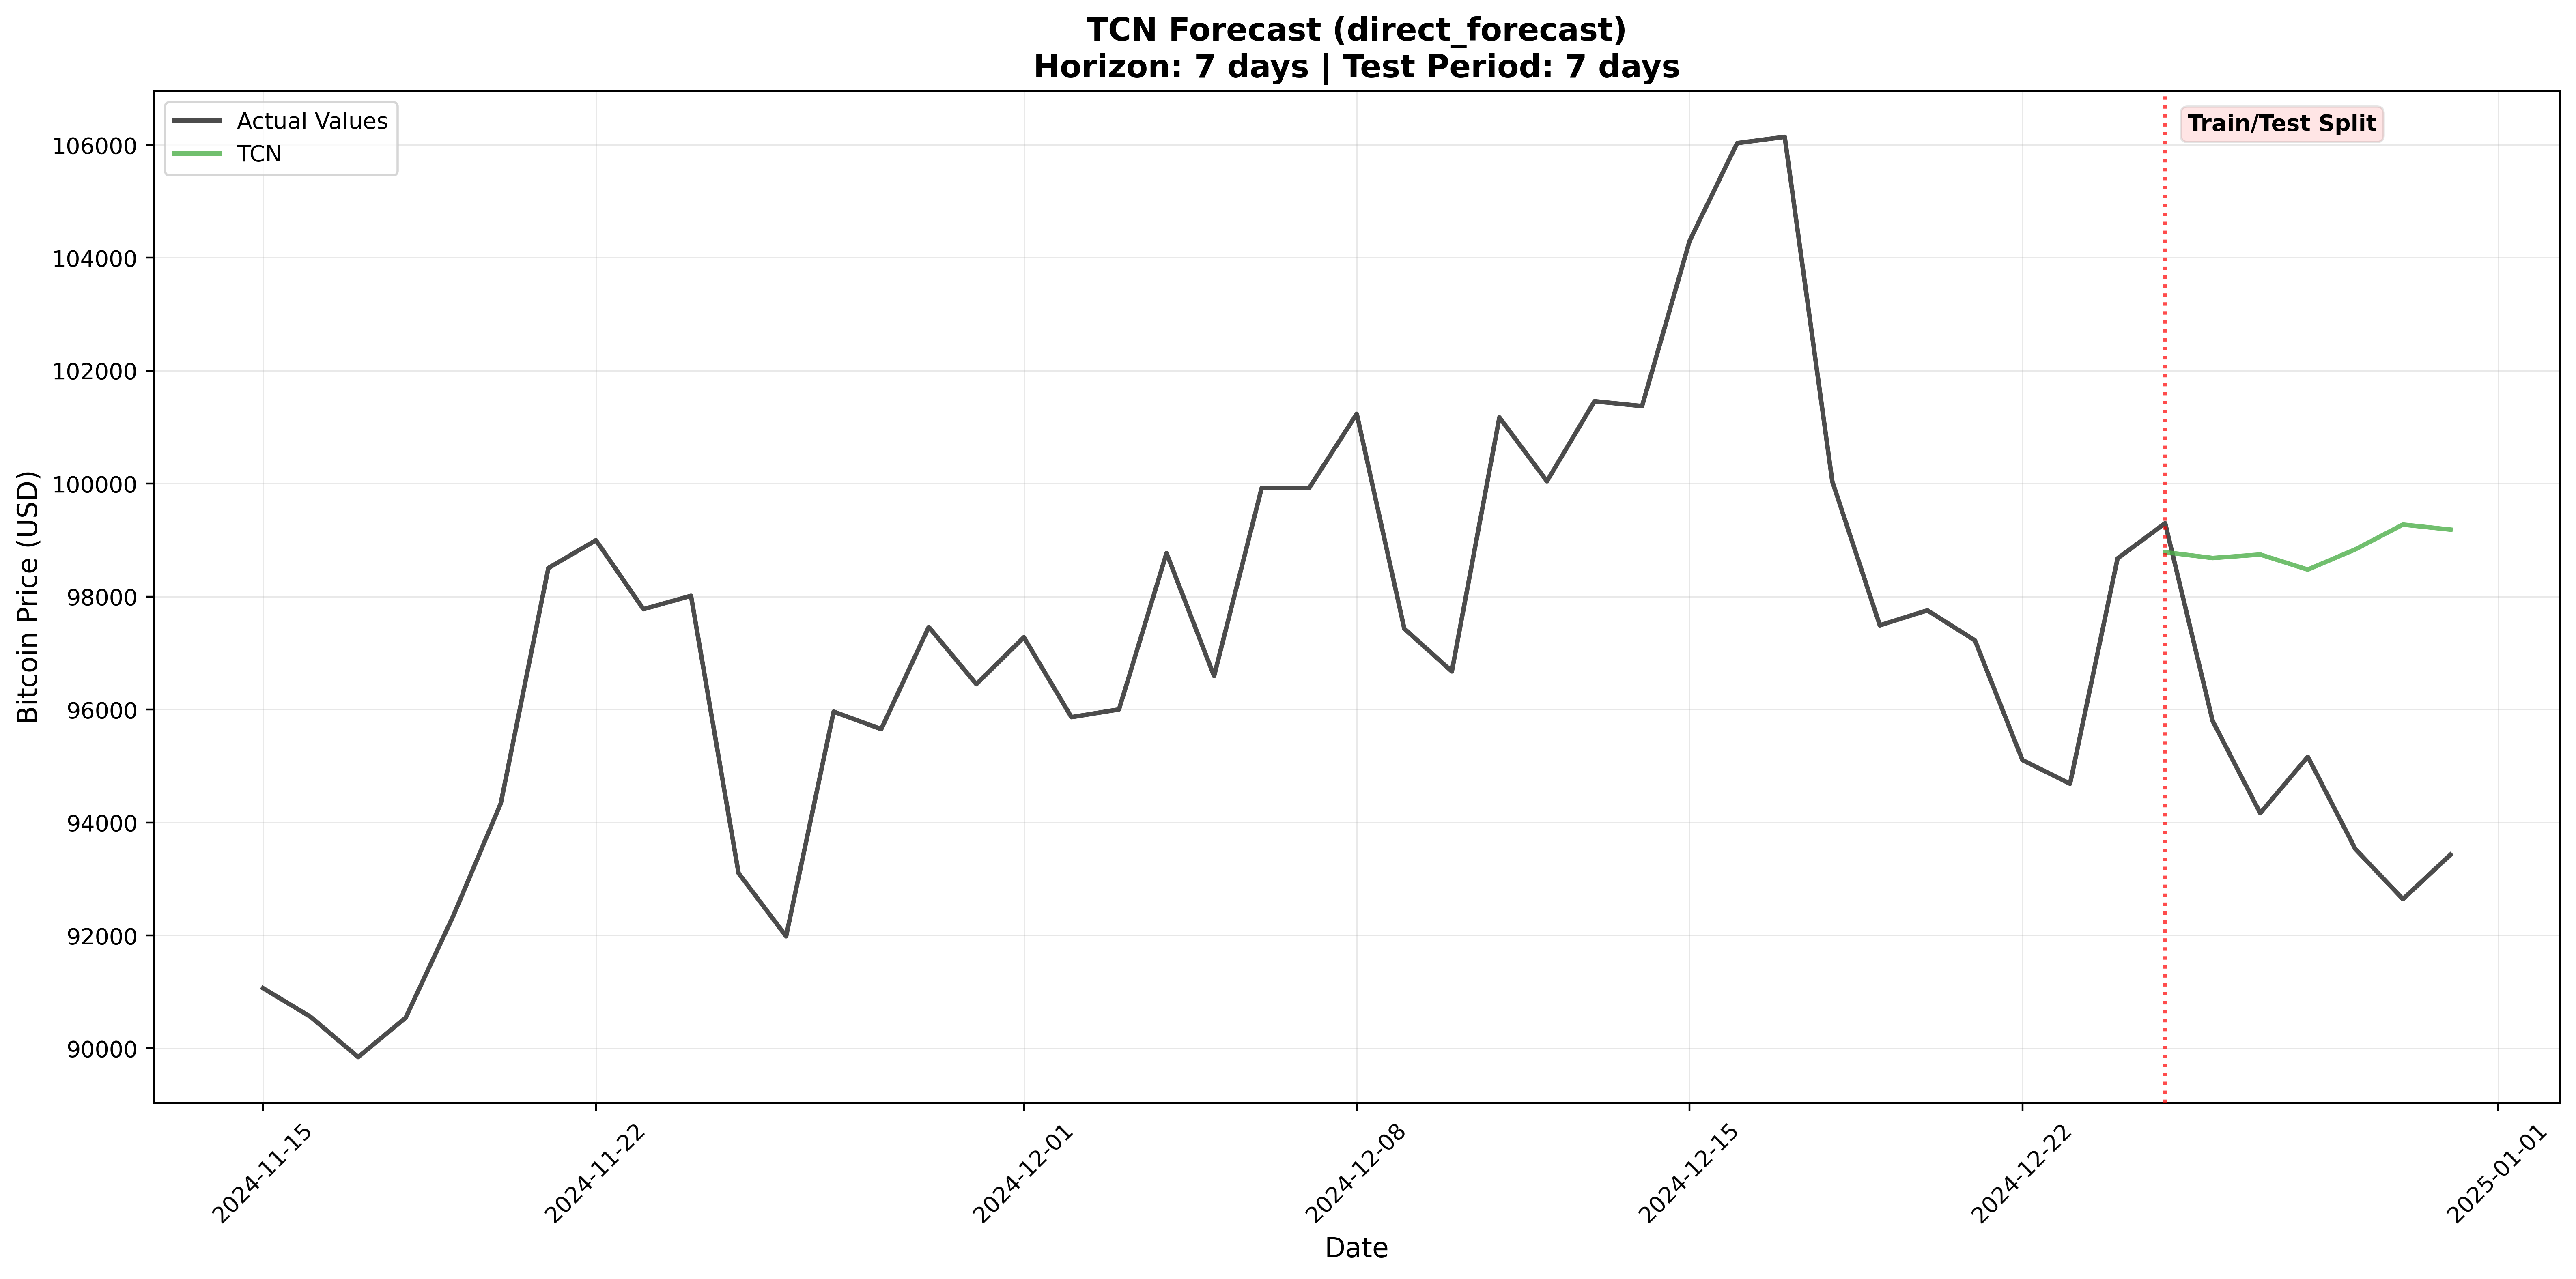 TCN Forecast (direct_forecast)
Horizon: 7 days | Test Period: 7 days
Actual Values
TCN
Train/Test Split
Bitcoin Price (USD)
106000
104000
102000
100000
98000
96000
94000
92000
90000
2024-11-15
2024-11-22
2024-12-01
2024-12-08
2024-12-15
2024-12-22
2025-01-01
Date